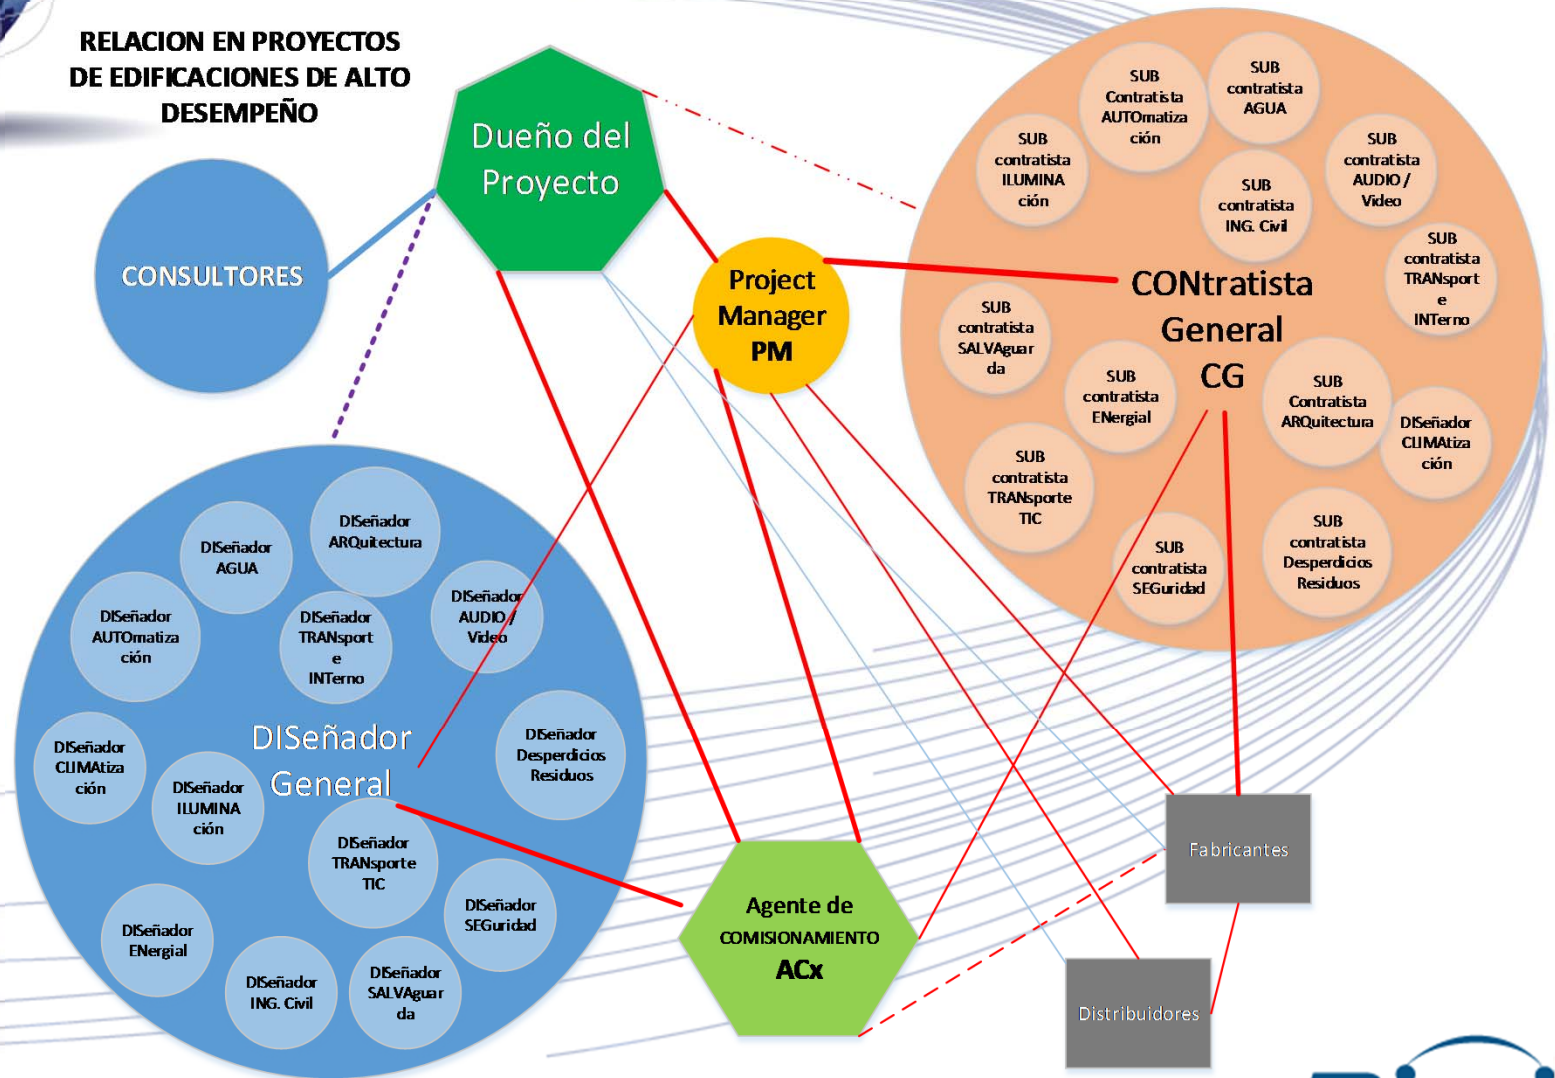 RELACION EN PROYECTOS
DE EDIFICACIONES DE ALTO
DESEMPEÑO
Dueño del
Proyecto
CONSULTORES
Project
Manager
PM
SUB
Contratista
AUTOmatiza
ción
SUB
contratista
AGUA
SUB
contratista
ILUMINA
ción
SUB
contratista
AUDIO /
Video
SUB
contratista
ING. Civil
SUB
contratista
TRANsport
e
INTerno
CONtratista
General
CG
SUB
contratista
SALVAguar
da
SUB
contratista
ENergial
SUB
Contratista
ARQuitectura
DISeñador
CLIMAtiza
ción
SUB
contratista
TRANsporte
TIC
SUB
contratista
SEGuridad
SUB
contratista
Desperdicios
Residuos
DISeñador
ARQuitectura
DISeñador
AGUA
DISeñador
AUTOmatiza
ción
DISeñador
TRANsport
e
INTerno
DISeñador
AUDIO /
Video
DISeñador
General
DISeñador
CLIMAtiza
ción
DISeñador
ILUMINA
ción
DISeñador
Desperdicios
Residuos
DISeñador
TRANsporte
TIC
DISeñador
SEGuridad
DISeñador
ENergial
DISeñador
ING. Civil
DISeñador
SALVAguar
da
Agente de
COMISIONAMIENTO
ACx
Fabricantes
Distribuidores